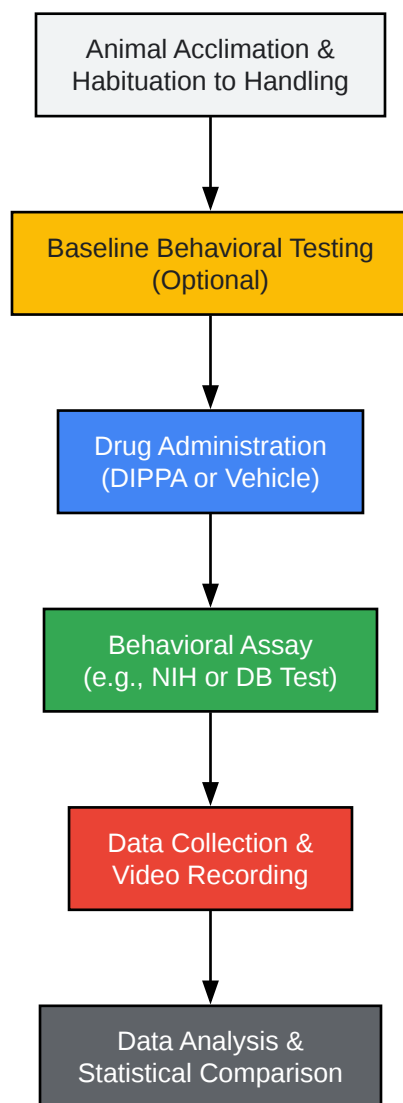 Animal Acclimation &
Habituation to Handling
Baseline Behavioral Testing
(Optional)
Drug Administration
(DIPPA or Vehicle)
Behavioral Assay
(e.g., NIH or DB Test)
Data Collection &
Video Recording
Data Analysis &
Statistical Comparison